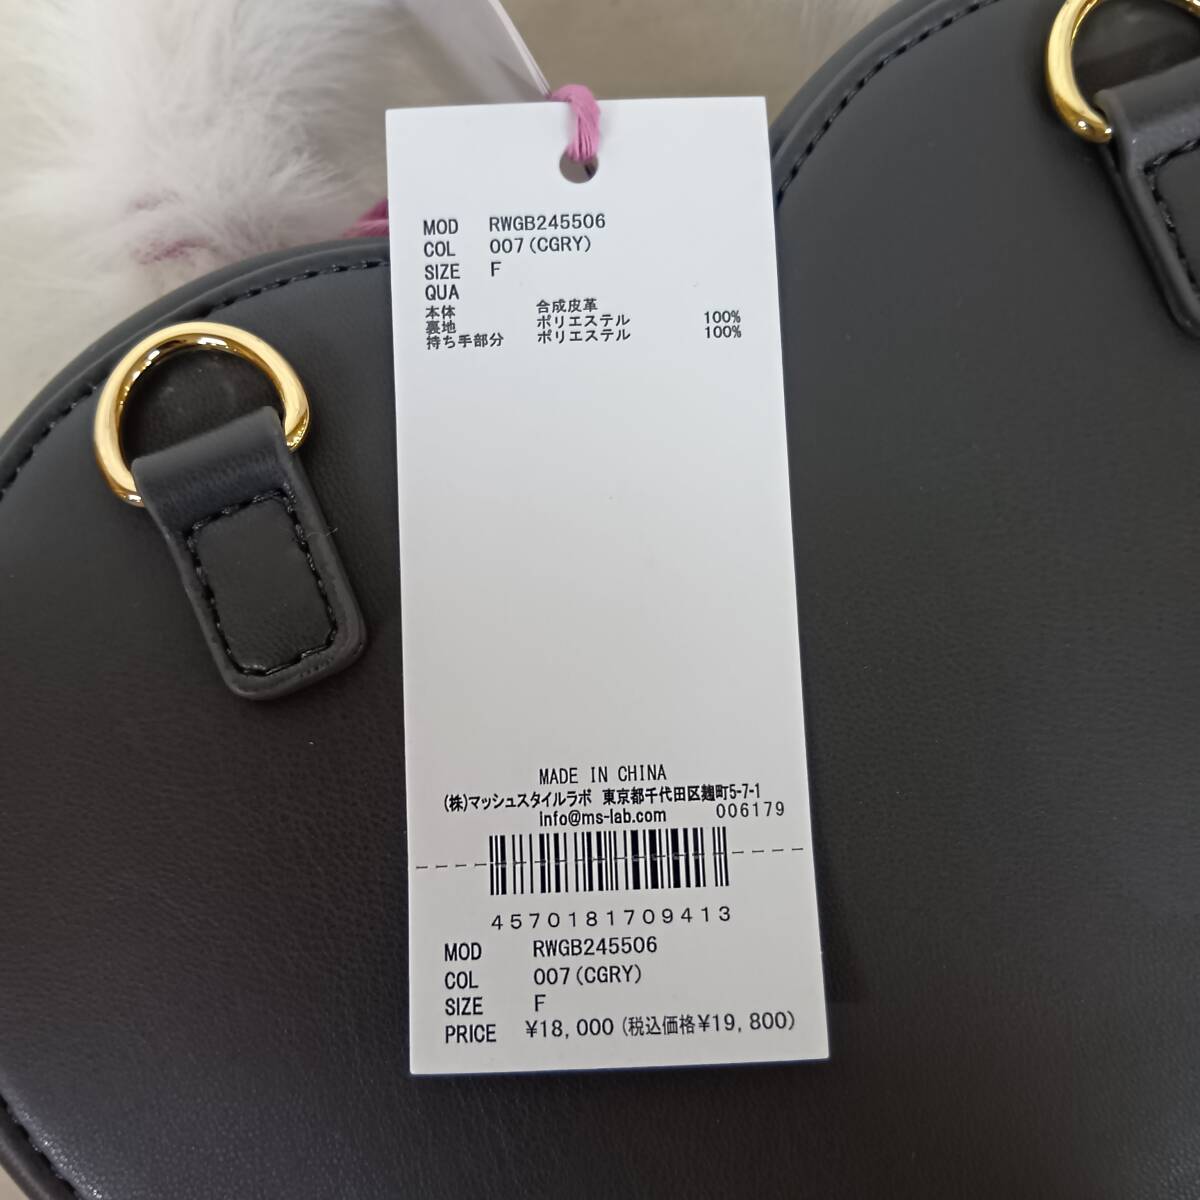 MOD RWGB245506
COL 007(CGRY)
SIZE F
QUA
本体 合成皮革
裏地 ポリエステル 100%
持ち手部分 ポリエステル 100%
MADE IN CHINA
(株)マッシュスタイルラボ 東京都千代田区麹町5-7-1
info@ms-lab.com 006179
4570181709413
MOD RWGB245506
COL 007(CGRY)
SIZE F
PRICE ¥18,000(税込価格¥19,800)